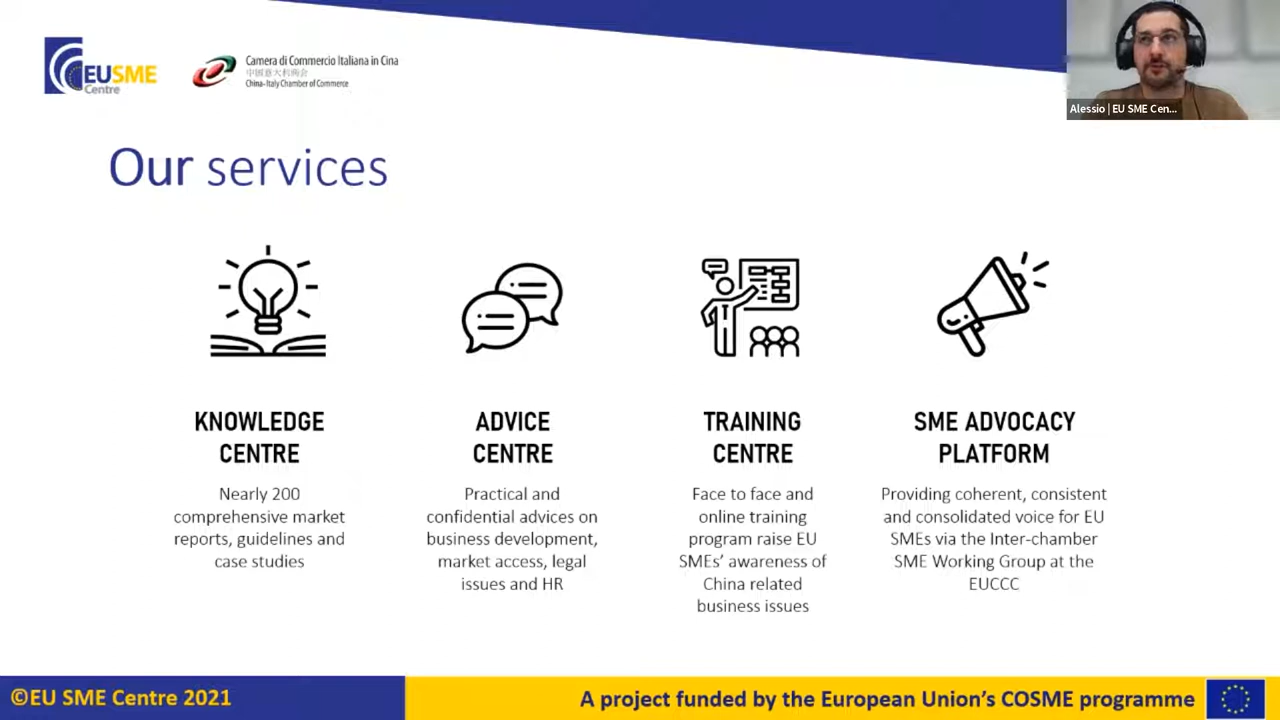 EUSME
Centre
Camera di Commercio Italiana in Cina
中国意大利商会
China-Italy Chamber of Commerce
Alessio | EU SME Cen...
Our services
KNOWLEDGE
CENTRE
Nearly 200
comprehensive market
reports, guidelines and
case studies
ADVICE
CENTRE
Practical and
confidential advices on
business development,
market access, legal
issues and HR
TRAINING
CENTRE
Face to face and
online training
program raise EU
SMEs’ awareness of
China related
business issues
SME ADVOCACY
PLATFORM
Providing coherent, consistent
and consolidated voice for EU
SMEs via the Inter-chamber
SME Working Group at the
EUCCC
©EU SME Centre 2021
A project funded by the European Union’s COSME programme